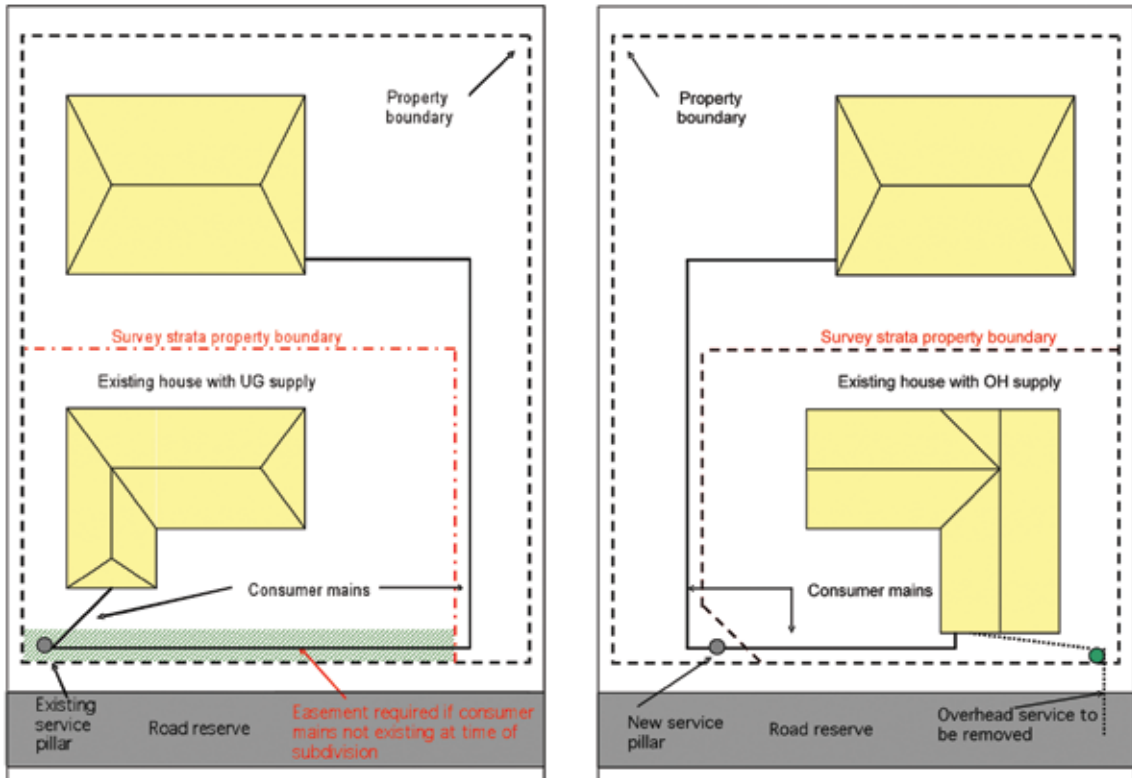 Property
boundary
Survey strata property boundary
Existing house with UG supply
Consumer mains
Existing
service
pillar
Road reserve
Easement required if consumer
mains not existing at time of
subdivision
Property
boundary
Survey strata property boundary
Existing house with OH supply
Consumer mains
New service
pillar
Road reserve
Overhead service to
be removed